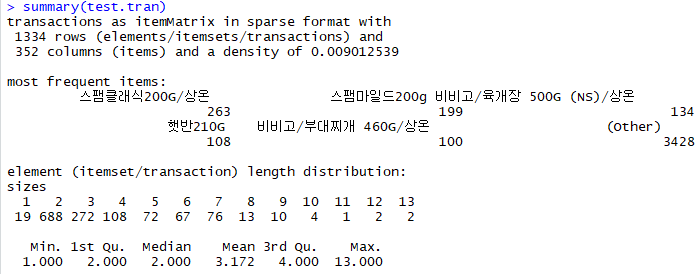 > summary(test.tran)
transactions as itemMatrix in sparse format with
1334 rows (elements/itemsets/transactions) and
352 columns (items) and a density of 0.009012539
most frequent items:
스팸클래식200G/상온 스팸마일드200g 비비고/육개장 500G (NS)/상온
263 199 134
햇반210G 비비고/부대찌개 460G/상온 (Other)
108 100 3428
element (itemset/transaction) length distribution:
sizes
1 2 3 4 5 6 7 8 9 10 11 12 13
19 688 272 108 72 67 76 13 10 4 1 2 2
Min. 1st Qu. Median Mean 3rd Qu. Max.
1.000 2.000 2.000 3.172 4.000 13.000